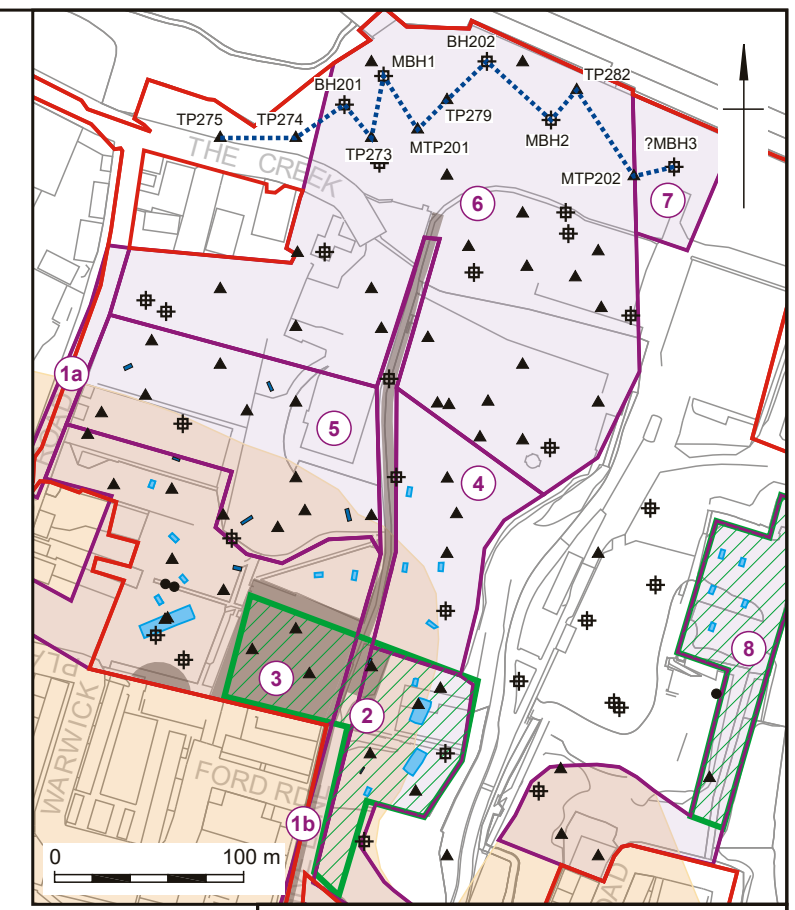 BH202
MBH1
TP282
BH201
TP275
TP274
TP279
MBH2
?MBH3
TP273
MTP201
MTP202
THE CREEK
7
6
1a
5
4
8
3
2
WARWICK
FORD RD
1b
0 100 m